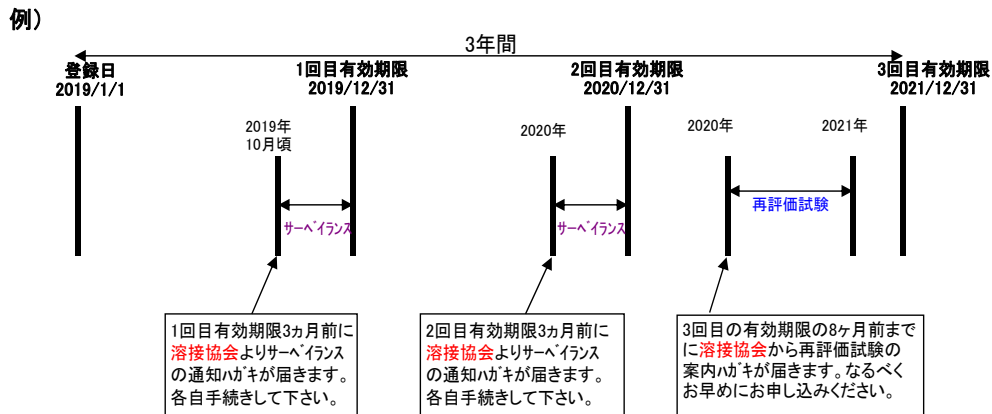 例）
3年間
登録日
2019/1/1
1回目有効期限
2019/12/31
2回目有効期限
2020/12/31
3回目有効期限
2021/12/31
2019年
10月頃
2020年
2020年
2021年
サーベイランス
サーベイランス
再評価試験
1回目有効期限3ヵ月前に
溶接協会よりサーベイランス
の通知ハガキが届きます。
各自手続きして下さい。
2回目有効期限3ヵ月前に
溶接協会よりサーベイランス
の通知ハガキが届きます。
各自手続きして下さい。
3回目の有効期限の8ヶ月前まで
に溶接協会から再評価試験の
案内ハガキが届きます。なるべく
お早めにお申し込みください。